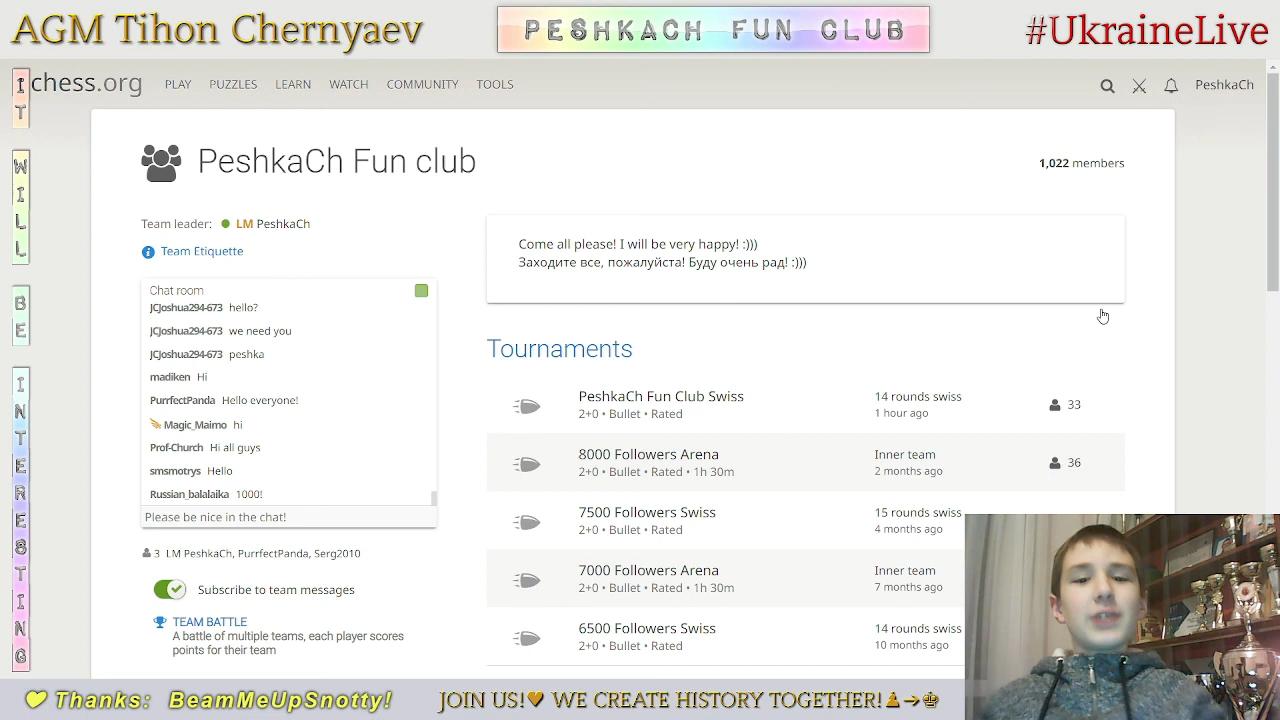 AGM Tihon Chernyaev
PESHKACH FUN CLUB
#UkraineLive
IT
WILL
BE
INTERESTING
chess.org
PLAY
PUZZLES
LEARN
WATCH
COMMUNITY
TOOLS
PeshkaCh
PeshkaCh Fun club
1,022 members
Team leader: LM PeshkaCh
Team Etiquette
Come all please! I will be very happy! :)))
Заходите все, пожалуйста! Буду очень рад! :)))
Chat room
JCJoshua294-673 hello?
JCJoshua294-673 we need you
JCJoshua294-673 peshka
madiken Hi
PurrfectPanda Hello everyone!
Magic_Maimo hi
Prof-Church Hi all guys
smsmotrys Hello
Russian_balalaika 1000!
Please be nice in the chat!
3 LM PeshkaCh, PurrfectPanda, Serg2010
Subscribe to team messages
TEAM BATTLE
A battle of multiple teams, each player scores
points for their team
Tournaments
PeshkaCh Fun Club Swiss 14 rounds swiss 33
2+0 • Bullet • Rated 1 hour ago
8000 Followers Arena Inner team 36
2+0 • Bullet • Rated • 1h 30m 2 months ago
7500 Followers Swiss 15 rounds swiss
2+0 • Bullet • Rated 4 months ago
7000 Followers Arena Inner team
2+0 • Bullet • Rated • 1h 30m 7 months ago
6500 Followers Swiss 14 rounds swiss
2+0 • Bullet • Rated 10 months ago
Thanks: BeamMeUpSnotty!
JOIN US!🧡 WE CREATE HISTORY TOGETHER!♟→♚